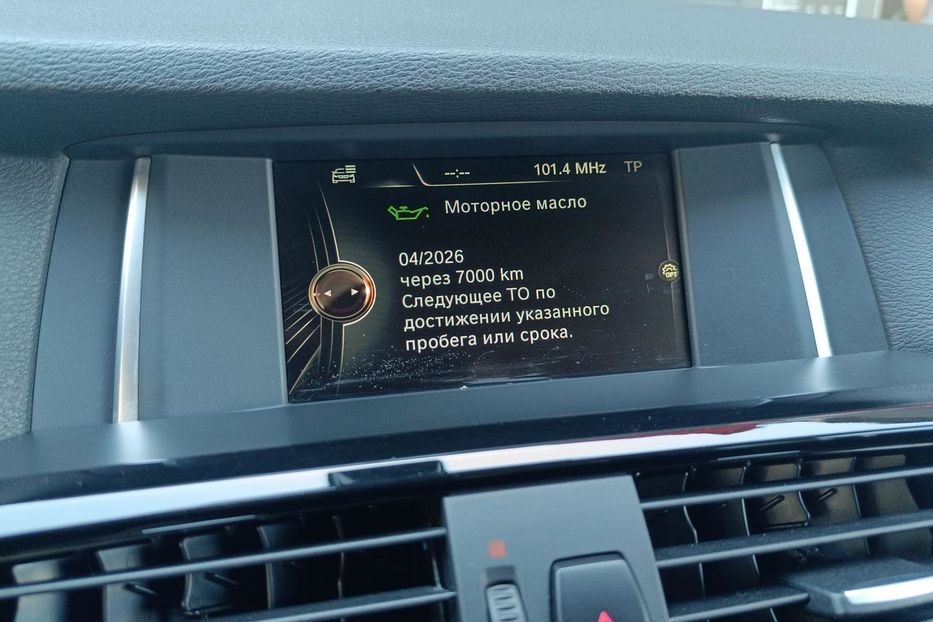 --:-- 101.4 MHz TP
Моторное масло
04/2026
через 7000 km
Следующее ТО по
достижении указанного
пробега или срока.
OPT